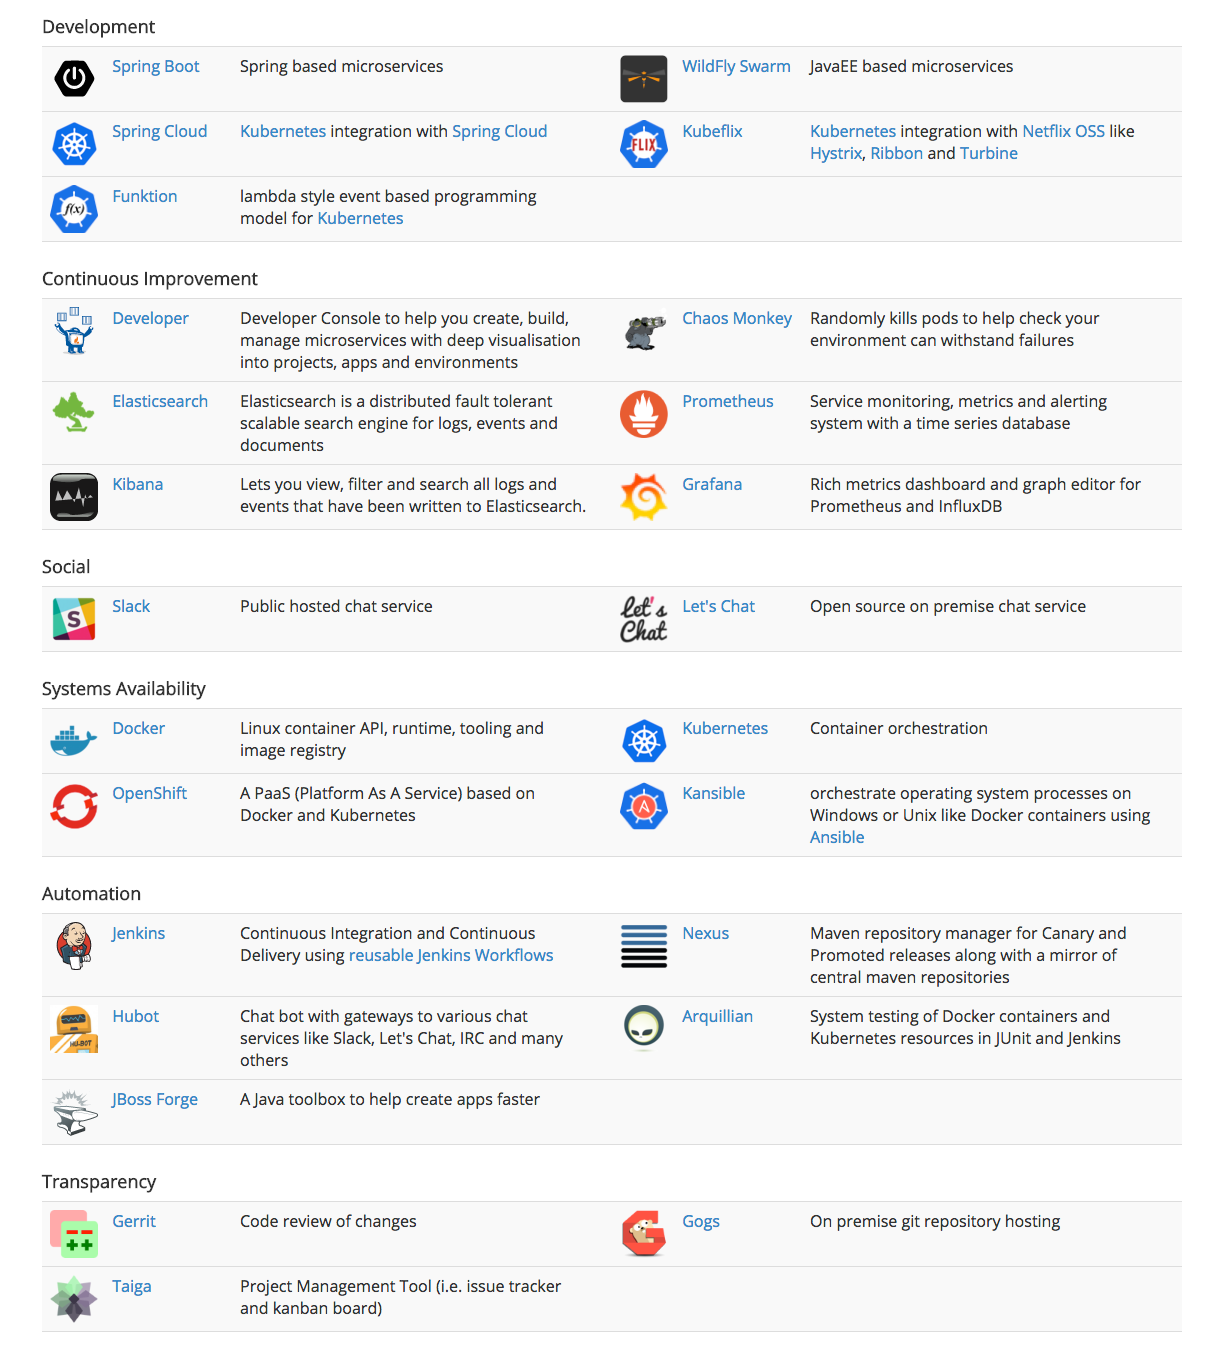 Development
Spring Boot
Spring based microservices
WildFly Swarm
JavaEE based microservices
Spring Cloud
Kubernetes integration with Spring Cloud
FLIX
Kubeflix
Kubernetes integration with Netflix OSS like
Hystrix, Ribbon and Turbine
f(x)
Funktion
lambda style event based programming
model for Kubernetes
Continuous Improvement
Developer
Developer Console to help you create, build,
manage microservices with deep visualisation
into projects, apps and environments
Chaos Monkey
Randomly kills pods to help check your
environment can withstand failures
Elasticsearch
Elasticsearch is a distributed fault tolerant
scalable search engine for logs, events and
documents
Prometheus
Service monitoring, metrics and alerting
system with a time series database
Kibana
Lets you view, filter and search all logs and
events that have been written to Elasticsearch.
Grafana
Rich metrics dashboard and graph editor for
Prometheus and InfluxDB
Social
S
Slack
Public hosted chat service
let's
Chat
Let's Chat
Open source on premise chat service
Systems Availability
Docker
Linux container API, runtime, tooling and
image registry
Kubernetes
Container orchestration
OpenShift
A PaaS (Platform As A Service) based on
Docker and Kubernetes
A
Kansible
orchestrate operating system processes on
Windows or Unix like Docker containers using
Ansible
Automation
Jenkins
Continuous Integration and Continuous
Delivery using reusable Jenkins Workflows
Nexus
Maven repository manager for Canary and
Promoted releases along with a mirror of
central maven repositories
HU-BOT
Hubot
Chat bot with gateways to various chat
services like Slack, Let's Chat, IRC and many
others
Arquillian
System testing of Docker containers and
Kubernetes resources in JUnit and Jenkins
JBoss Forge
A Java toolbox to help create apps faster
Transparency
Gerrit
Code review of changes
Gogs
On premise git repository hosting
Taiga
Project Management Tool (i.e. issue tracker
and kanban board)